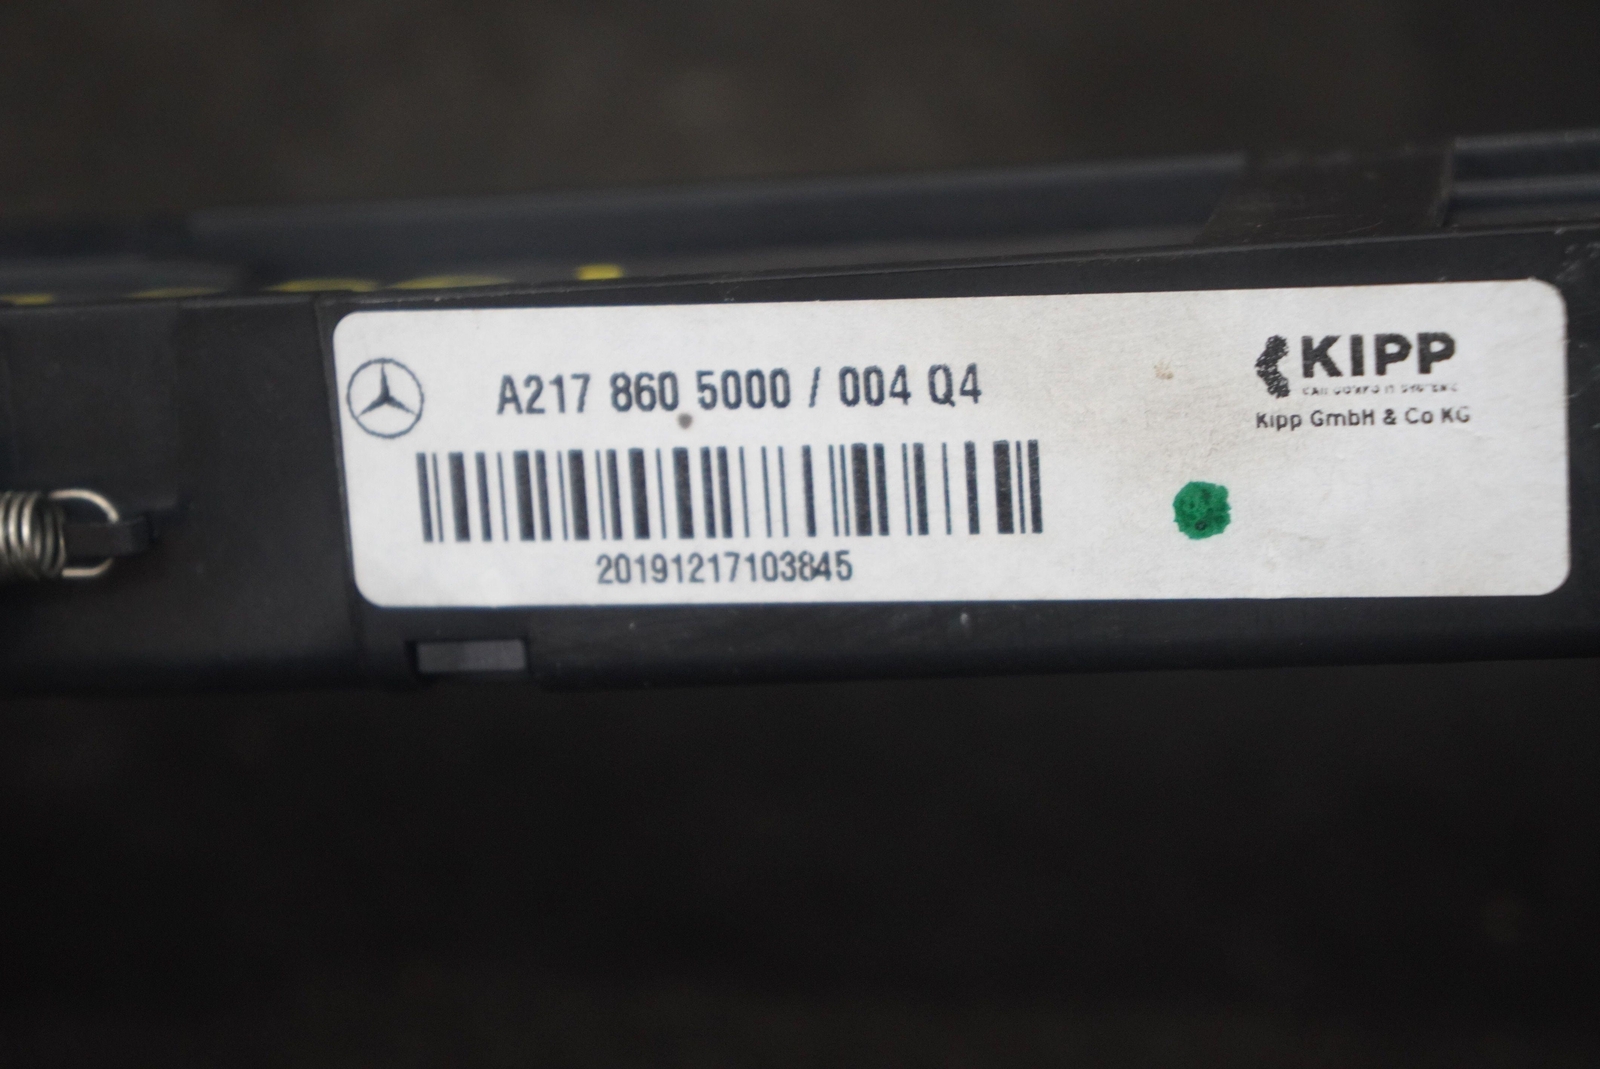 A217 860 5000 / 004 Q4
20191217103845
KIPP
Kipp GmbH & Co KG